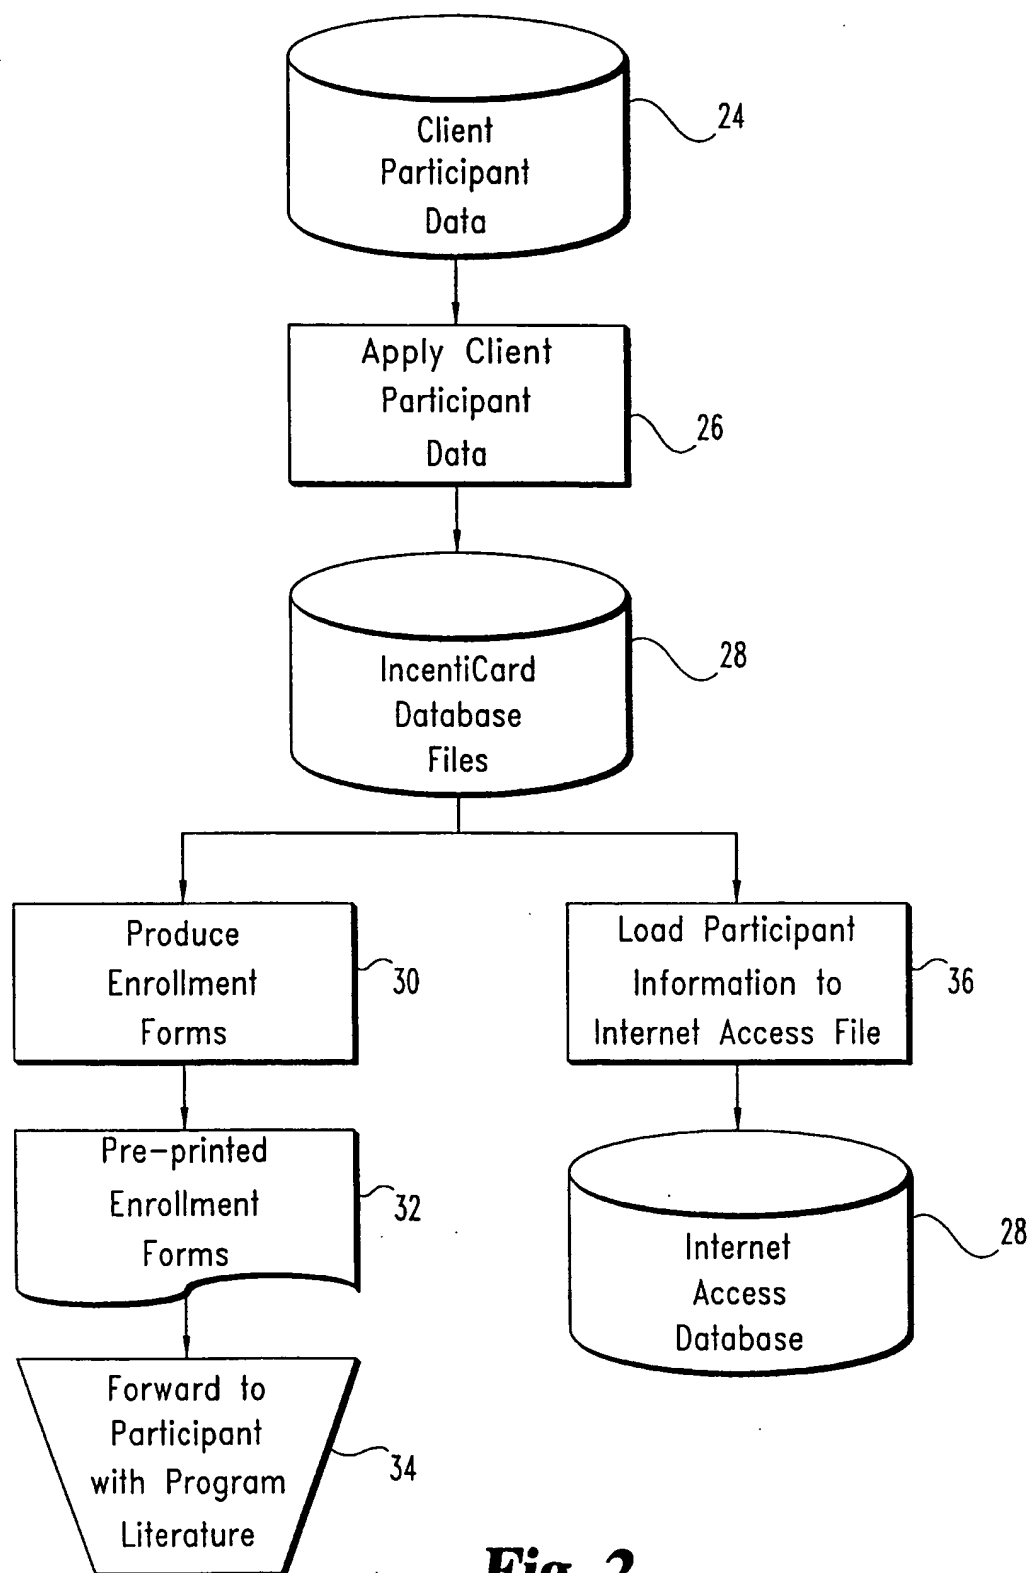 Client
Participant
Data
24
Apply Client
Participant
Data
26
IncentiCard
Database
Files
28
Produce
Enrollment
Forms
30
Load Participant
Information to
Internet Access File
36
Pre-printed
Enrollment
Forms
32
Internet
Access
Database
28
Forward to
Participant
with Program
Literature
34
Fig. 2